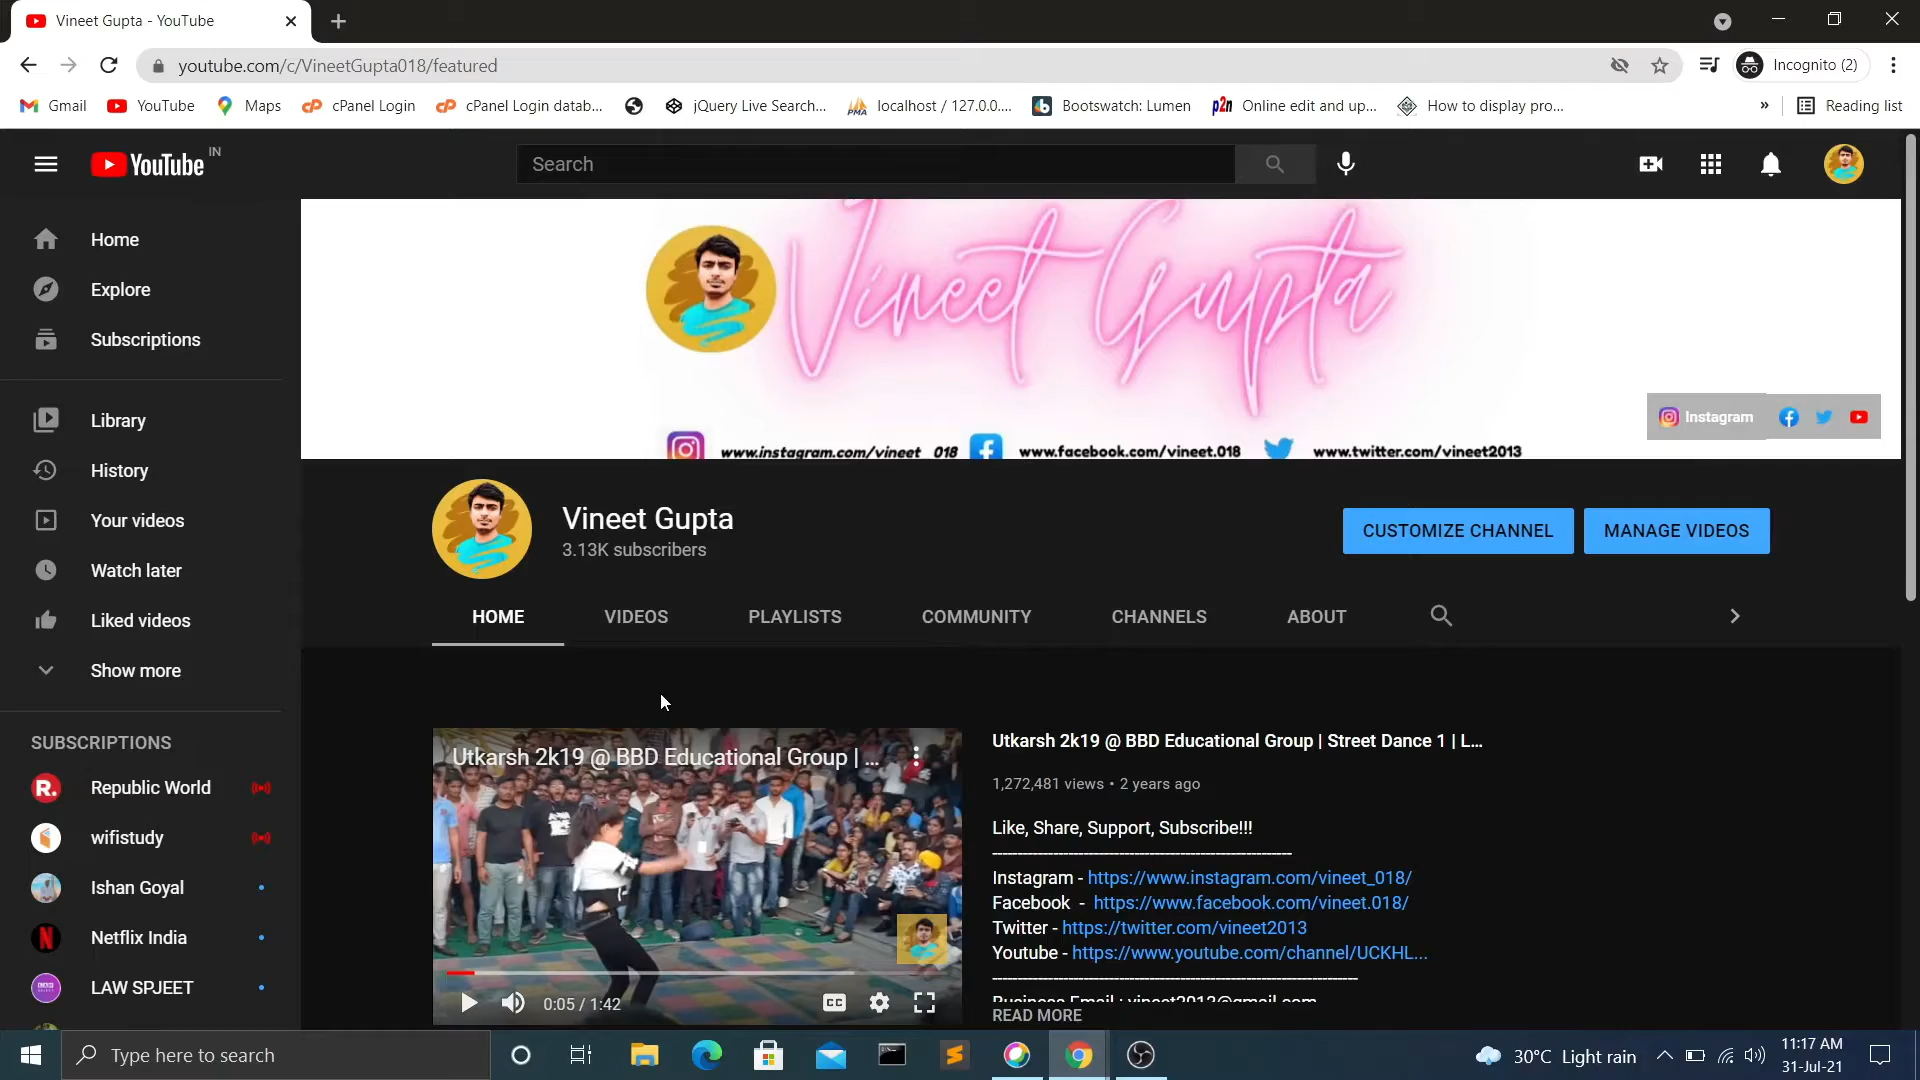 Vineet Gupta - YouTube
youtube.com/c/VineetGupta018/featured
Incognito (2)
Gmail
YouTube
Maps
cPanel Login
cPanel Login datab...
jQuery Live Search...
PMA
localhost / 127.0.0....
Bootswatch: Lumen
p2n
Online edit and up...
How to display pro...
»
Reading list
YouTube IN
Search
Home
Explore
Subscriptions
Library
History
Your videos
Watch later
Liked videos
Show more
SUBSCRIPTIONS
R.
Republic World
wifistudy
Ishan Goyal
Netflix India
LAW SPJEET
Vineet Gupta
www.instagram.com/vineet_018
www.facebook.com/vineet.018
www.twitter.com/vineet2013
Instagram
Vineet Gupta
3.13K subscribers
CUSTOMIZE CHANNEL
MANAGE VIDEOS
HOME
VIDEOS
PLAYLISTS
COMMUNITY
CHANNELS
ABOUT
Utkarsh 2k19 @ BBD Educational Group | ...
0:05 / 1:42
CC
Utkarsh 2k19 @ BBD Educational Group | Street Dance 1 | L...
1,272,481 views • 2 years ago
Like, Share, Support, Subscribe!!!
Instagram - https://www.instagram.com/vineet_018/
Facebook - https://www.facebook.com/vineet.018/
Twitter - https://twitter.com/vineet2013
Youtube - https://www.youtube.com/channel/UCKHL...
Business Email : vineet2013@gmail.com
READ MORE
Type here to search
30°C Light rain
11:17 AM
31-Jul-21